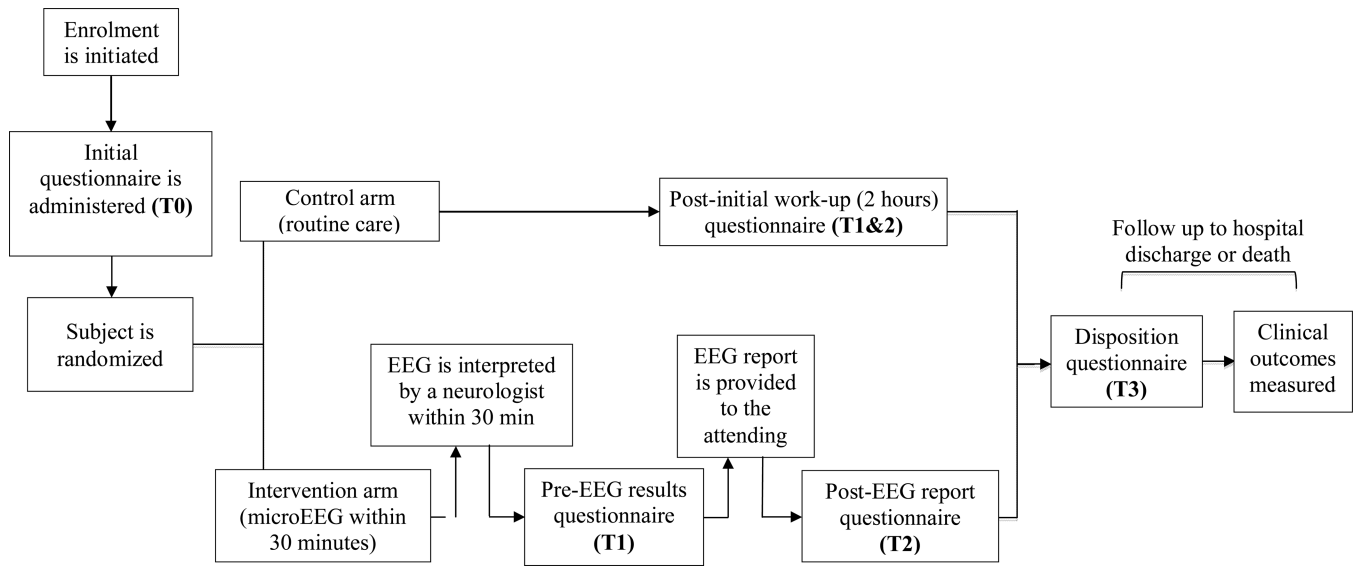 Enrolment
is initiated
Initial
questionnaire is
administered (T0)
Subject is
randomized
Control arm
(routine care)
Post-initial work-up (2 hours)
questionnaire (T1&2)
Intervention arm
(microEEG within
30 minutes)
EEG is interpreted
by a neurologist
within 30 min
Pre-EEG results
questionnaire
(T1)
EEG report
is provided
to the
attending
Post-EEG report
questionnaire
(T2)
Follow up to hospital
discharge or death
Disposition
questionnaire
(T3)
Clinical
outcomes
measured